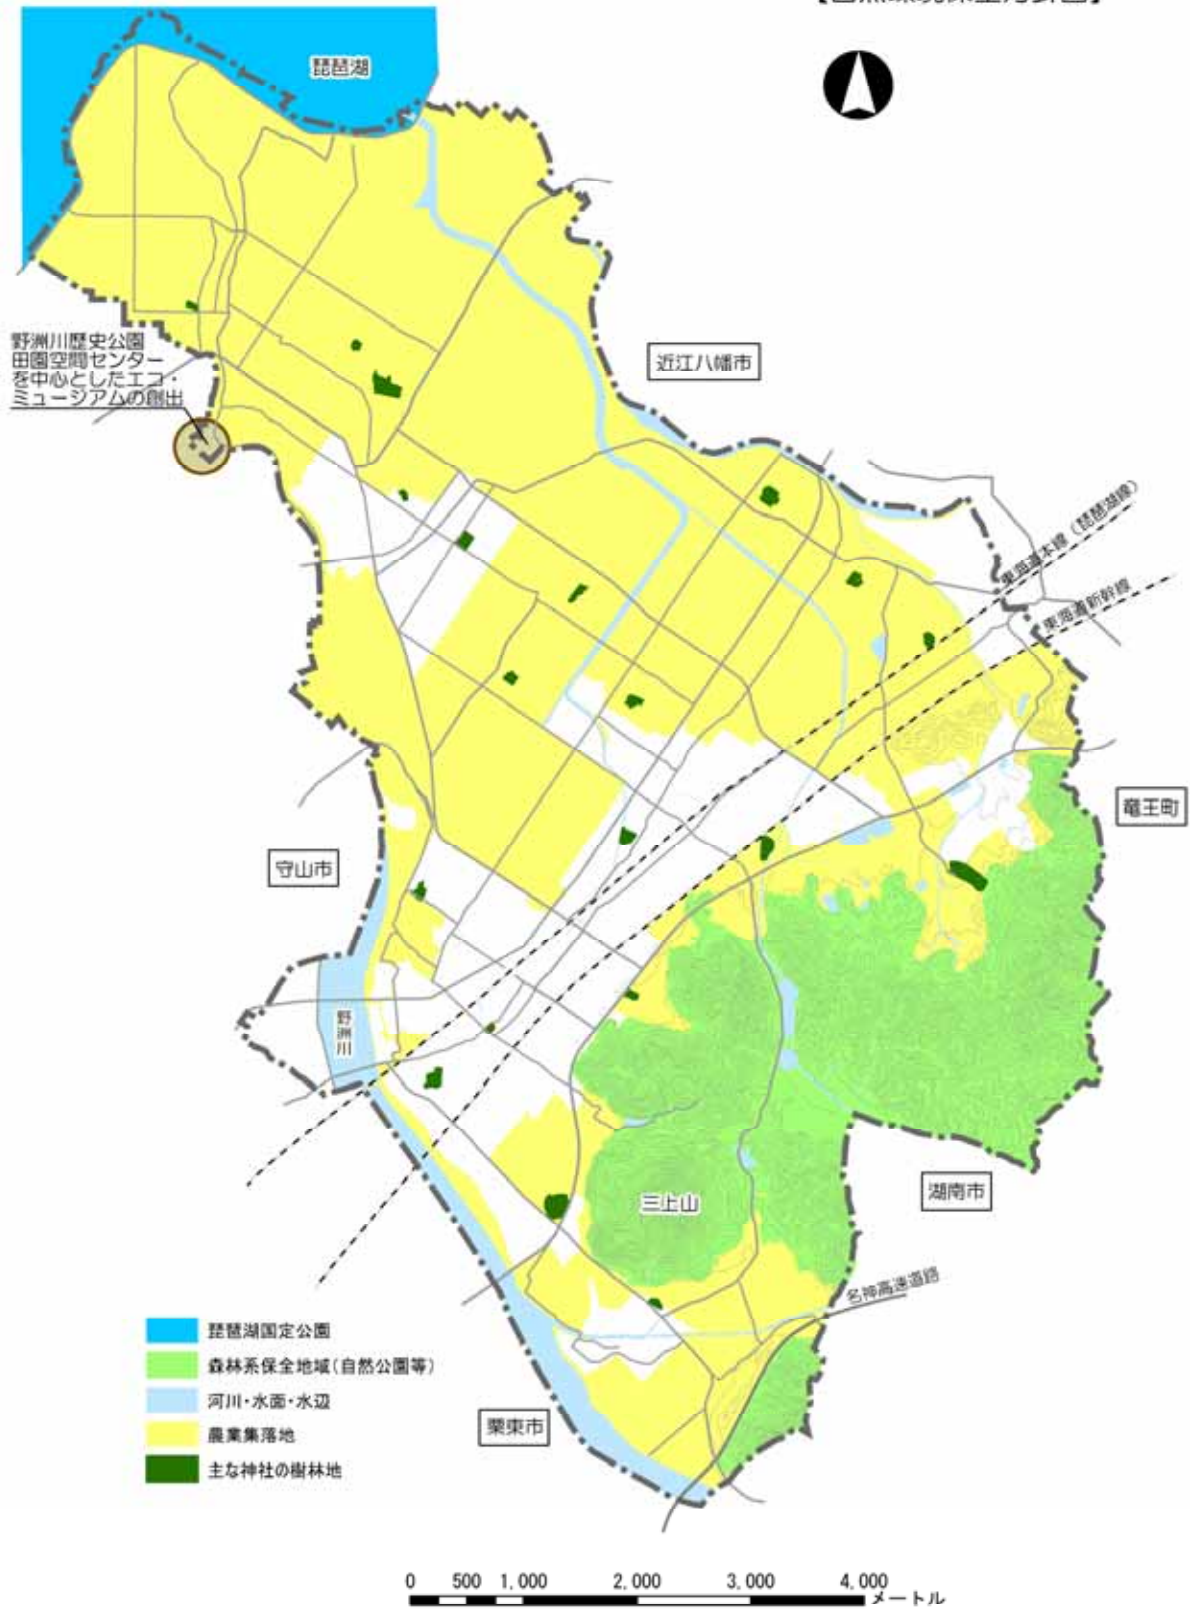 琵琶湖
野洲川歴史公園
田園空間センター
を中心としたエコ・
ミュージアムの創出
近江八幡市
東海道本線（琵琶湖線）
東海道新幹線
竜王町
守山市
野洲川
湖南市
三上山
名神高速道路
栗東市
琵琶湖国定公園
森林系保全地域(自然公園等)
河川・水面・水辺
農業集落地
主な神社の樹林地
0 500 1,000 2,000 3,000 4,000
メートル